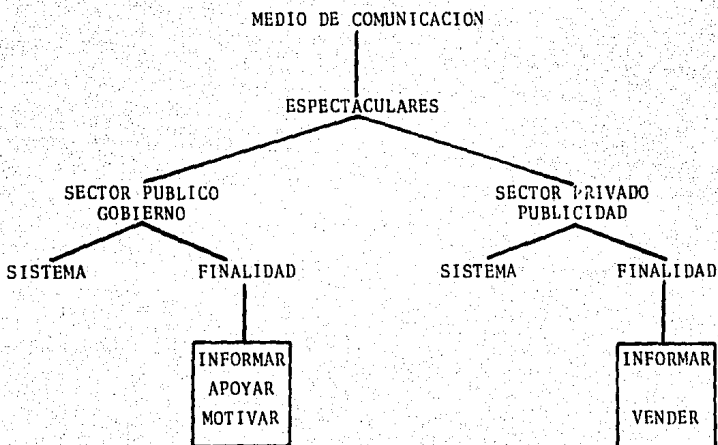 MEDIO DE COMUNICACION
ESPECTACULARES
SECTOR PUBLICO
GOBIERNO
SECTOR PRIVADO
PUBLICIDAD
SISTEMA
FINALIDAD
SISTEMA
FINALIDAD
INFORMAR
APOYAR
MOTIVAR
INFORMAR
VENDER